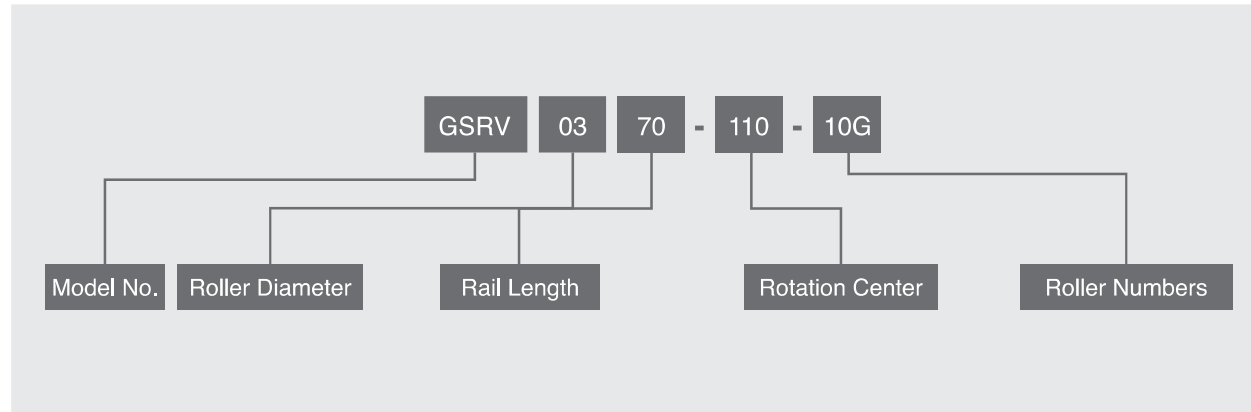 GSRV 03 70 - 110 - 10G
Model No. Roller Diameter Rail Length Rotation Center Roller Numbers